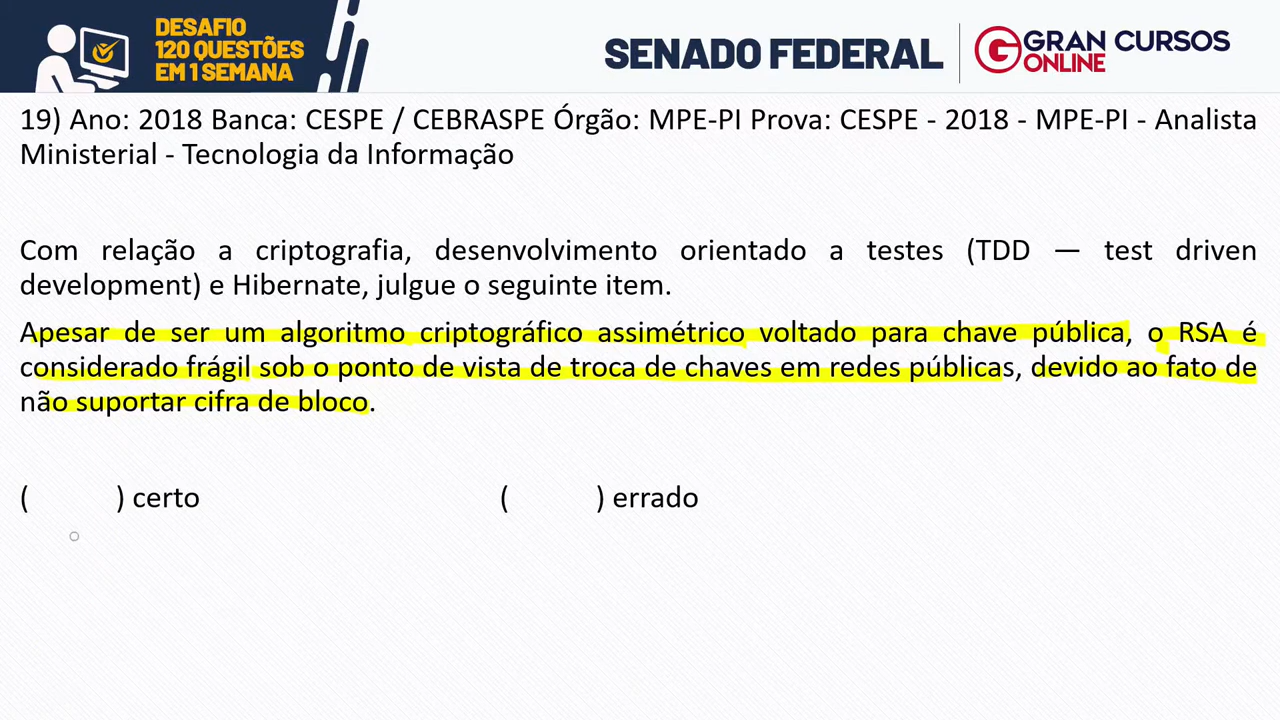 DESAFIO
120 QUESTÕES
EM 1 SEMANA
SENADO FEDERAL
G GRAN CURSOS
ONLINE
19) Ano: 2018 Banca: CESPE / CEBRASPE Órgão: MPE-PI Prova: CESPE - 2018 - MPE-PI - Analista
Ministerial - Tecnologia da Informação
Com relação a criptografia, desenvolvimento orientado a testes (TDD — test driven
development) e Hibernate, julgue o seguinte item.
Apesar de ser um algoritmo criptográfico assimétrico voltado para chave pública, o RSA é
considerado frágil sob o ponto de vista de troca de chaves em redes públicas, devido ao fato de
não suportar cifra de bloco.
( ) certo ( ) errado